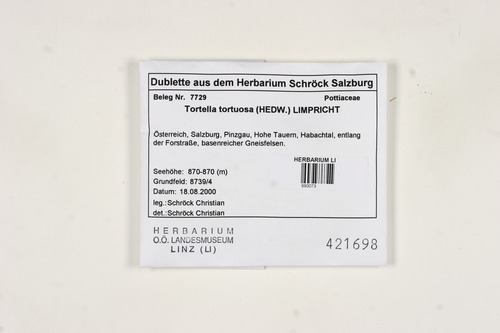 Dublette aus dem Herbarium Schröck Salzburg
Beleg Nr. 7729 Pottiaceae
Tortella tortuosa (HEDW.) LIMPRICHT
Österreich, Salzburg, Pinzgau, Hohe Tauern, Habachtal, entlang
der Forstraße, basenreicher Gneisfelsen.
HERBARIUM LI
Seehöhe: 870-870 (m)
Grundfeld: 8739/4
Datum: 18.08.2000
leg.:Schröck Christian
det.:Schröck Christian
HERBARIUM
O.Ö. LANDESMUSEUM
LINZ (LI)
421698